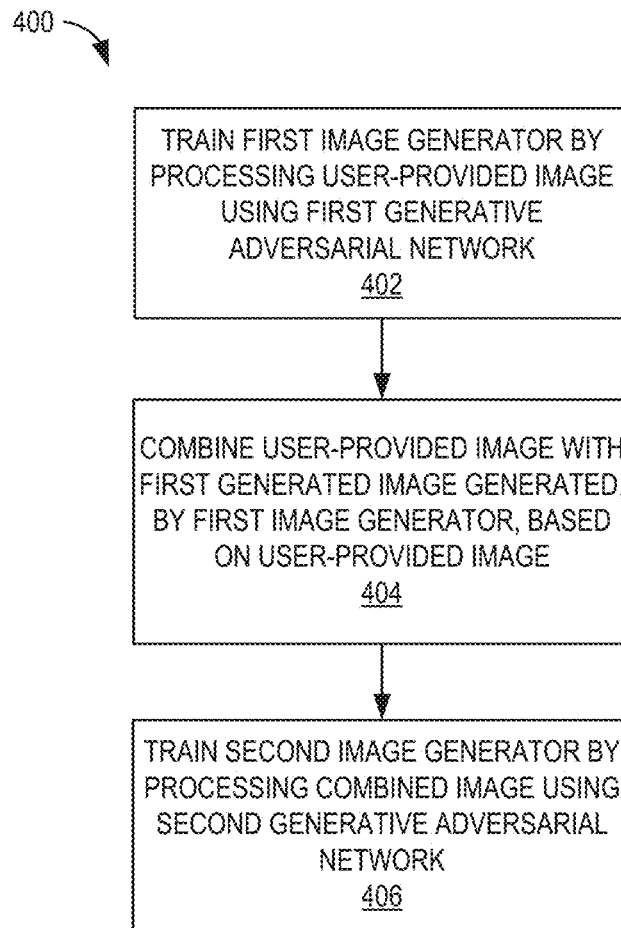 400
TRAIN FIRST IMAGE GENERATOR BY
PROCESSING USER-PROVIDED IMAGE
USING FIRST GENERATIVE
ADVERSARIAL NETWORK
402
COMBINE USER-PROVIDED IMAGE WITH
FIRST GENERATED IMAGE GENERATED,
BY FIRST IMAGE GENERATOR, BASED
ON USER-PROVIDED IMAGE
404
TRAIN SECOND IMAGE GENERATOR BY
PROCESSING COMBINED IMAGE USING
SECOND GENERATIVE ADVERSARIAL
NETWORK
406